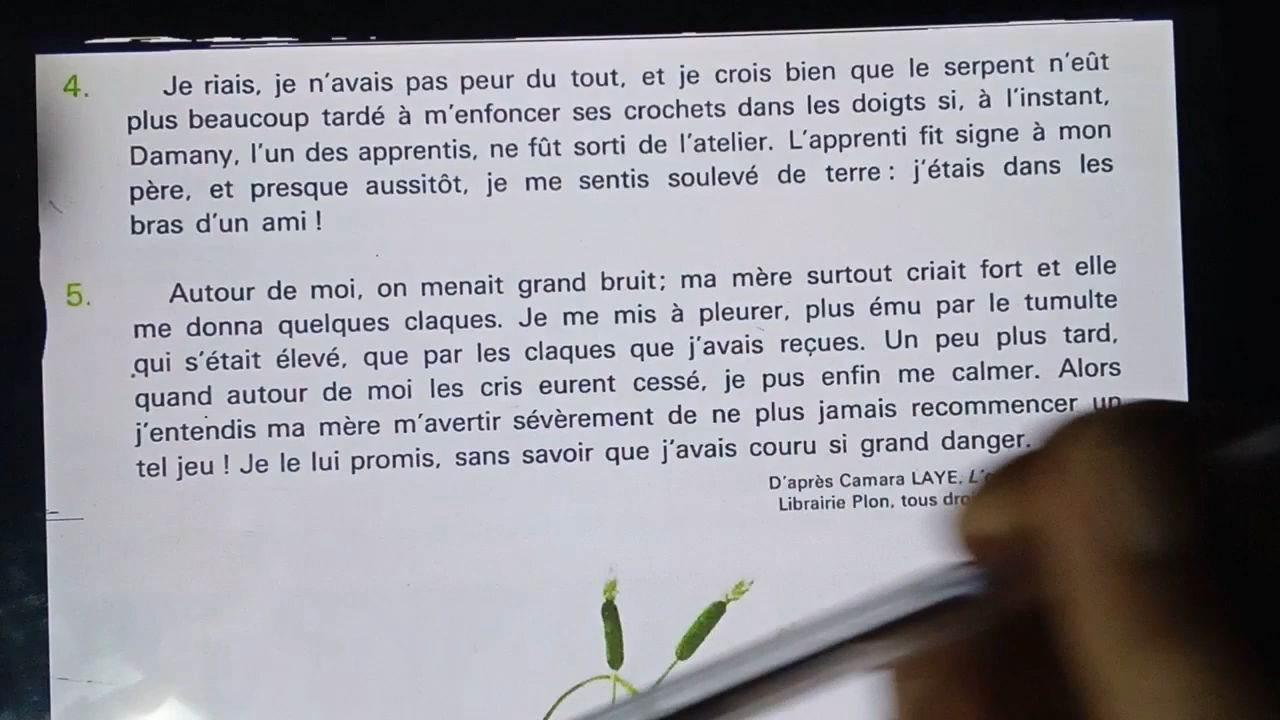 4. Je riais, je n'avais pas peur du tout, et je crois bien que le serpent n'eût
plus beaucoup tardé à m'enfoncer ses crochets dans les doigts si, à l'instant,
Damany, l'un des apprentis, ne fût sorti de l'atelier. L'apprenti fit signe à mon
père, et presque aussitôt, je me sentis soulevé de terre : j'étais dans les
bras d'un ami !
5. Autour de moi, on menait grand bruit; ma mère surtout criait fort et elle
me donna quelques claques. Je me mis à pleurer, plus ému par le tumulte
qui s'était élevé, que par les claques que j'avais reçues. Un peu plus tard,
quand autour de moi les cris eurent cessé, je pus enfin me calmer. Alors
j'entendis ma mère m'avertir sévèrement de ne plus jamais recommencer un
tel jeu ! Je le lui promis, sans savoir que j'avais couru si grand danger.
D'après Camara LAYE,
Librairie Plon, tous